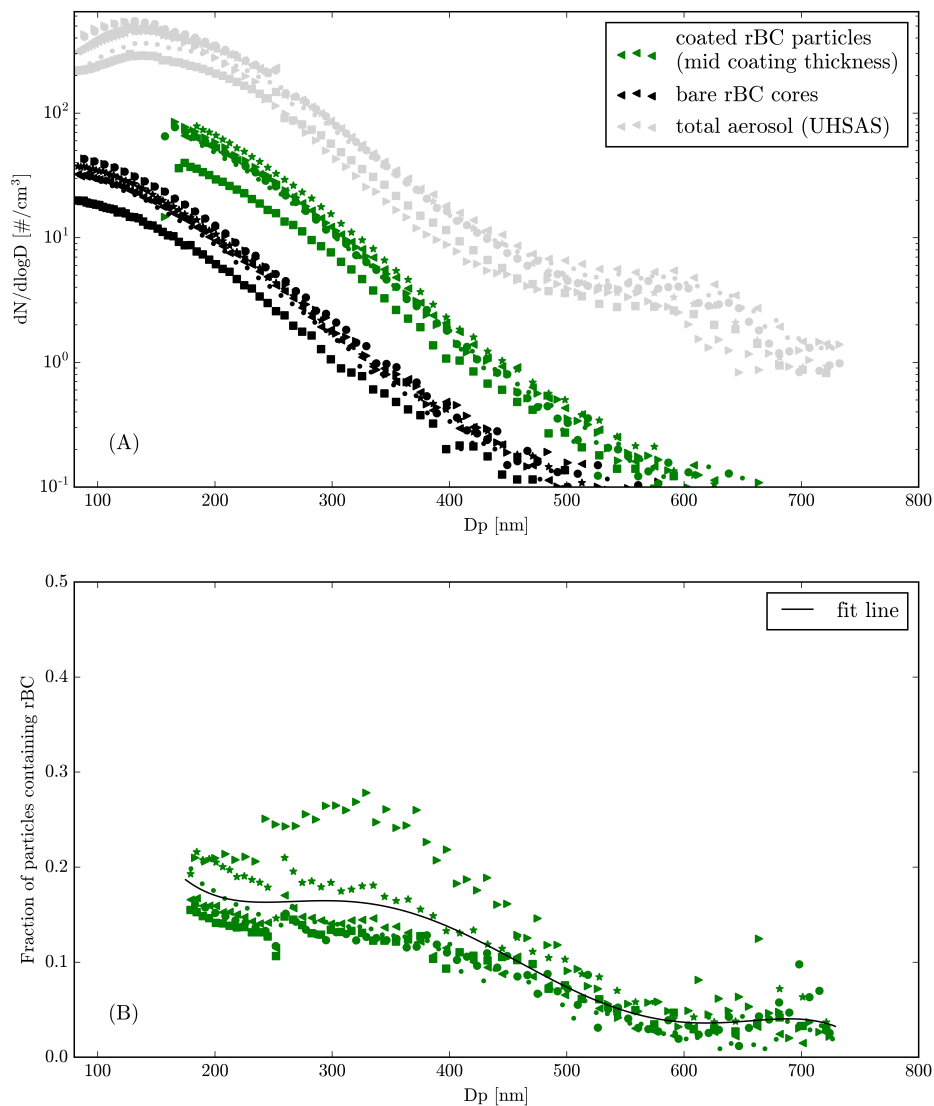 coated rBC particles
(mid coating thickness)
bare rBC cores
total aerosol (UHSAS)
10²
10¹
10⁰
10⁻¹
dN/dlogD [#/cm³]
(A)
100 200 300 400 500 600 700 800
Dp [nm]
fit line
0.5
0.4
0.3
0.2
0.1
0.0
Fraction of particles containing rBC
(B)
100 200 300 400 500 600 700 800
Dp [nm]